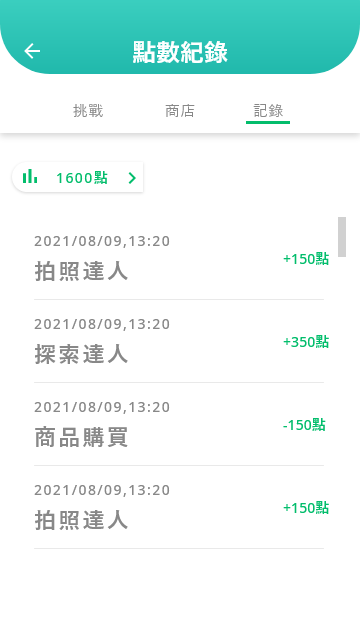 點數紀錄
挑戰 商店 記錄
1600點
2021/08/09,13:20
拍照達人
+150點
2021/08/09,13:20
探索達人
+350點
2021/08/09,13:20
商品購買
-150點
2021/08/09,13:20
拍照達人
+150點